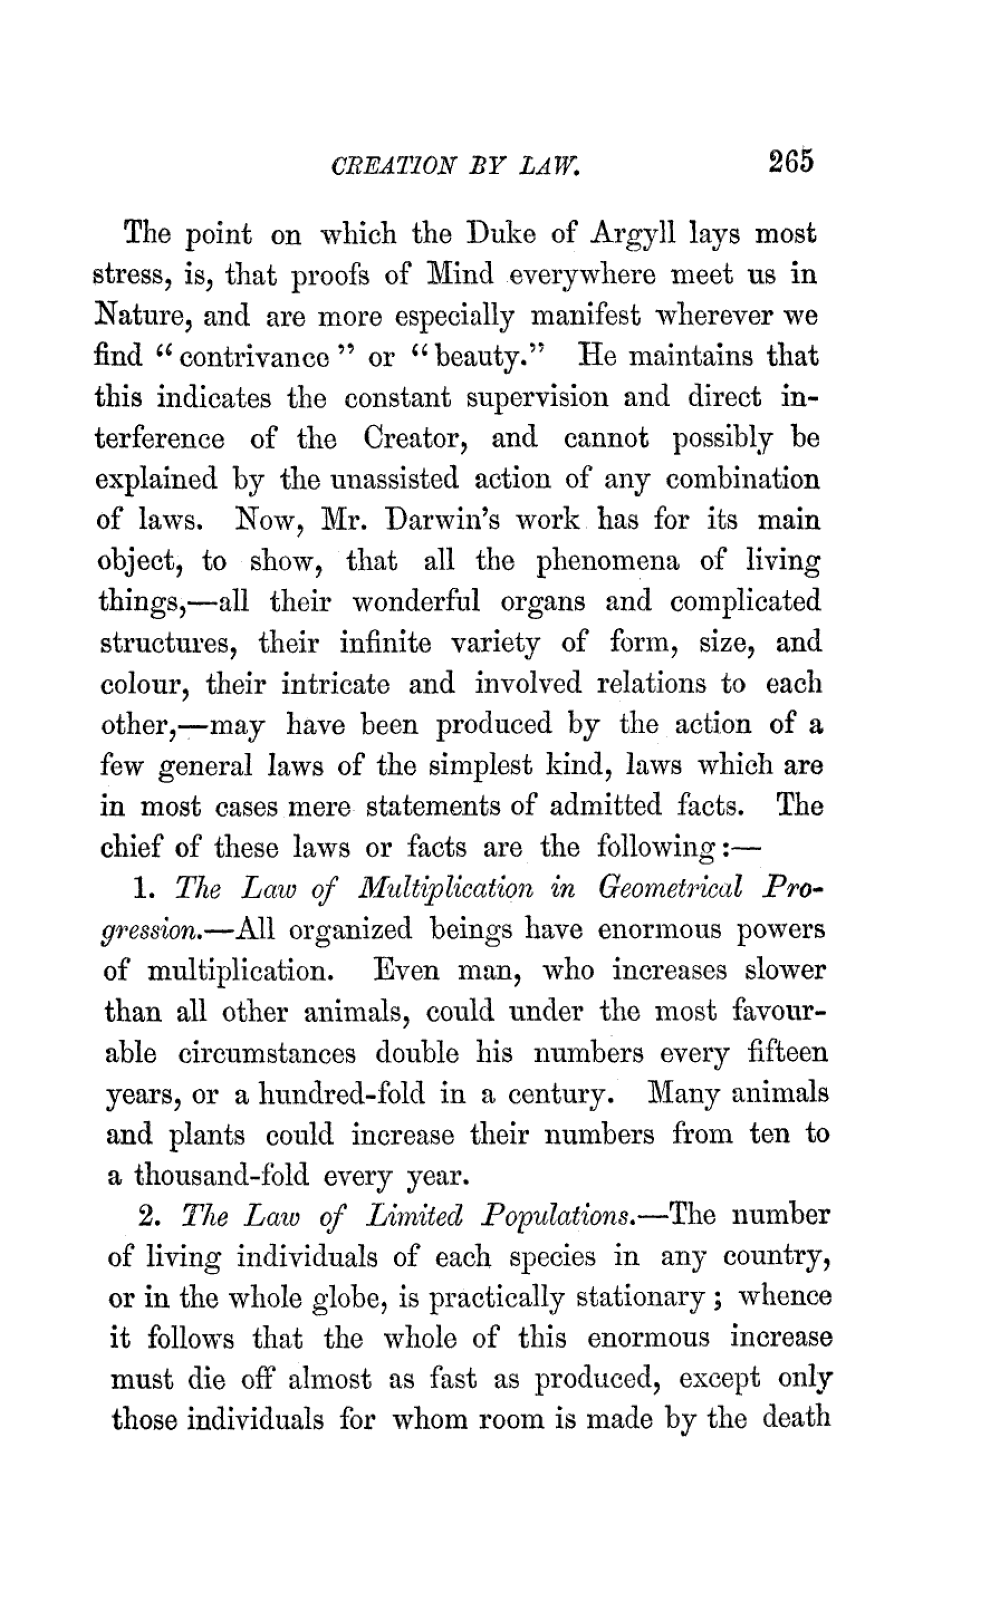 CREATION BY LAW. 265
The point on which the Duke of Argyll lays most
stress, is, that proofs of Mind everywhere meet us in
Nature, and are more especially manifest wherever we
find “contrivance” or “beauty.” He maintains that
this indicates the constant supervision and direct in-
terference of the Creator, and cannot possibly be
explained by the unassisted action of any combination
of laws. Now, Mr. Darwin’s work has for its main
object, to show, that all the phenomena of living
things,—all their wonderful organs and complicated
structures, their infinite variety of form, size, and
colour, their intricate and involved relations to each
other,—may have been produced by the action of a
few general laws of the simplest kind, laws which are
in most cases mere statements of admitted facts. The
chief of these laws or facts are the following:—
1. The Law of Multiplication in Geometrical Pro-
gression.—All organized beings have enormous powers
of multiplication. Even man, who increases slower
than all other animals, could under the most favour-
able circumstances double his numbers every fifteen
years, or a hundred-fold in a century. Many animals
and plants could increase their numbers from ten to
a thousand-fold every year.
2. The Law of Limited Populations.—The number
of living individuals of each species in any country,
or in the whole globe, is practically stationary; whence
it follows that the whole of this enormous increase
must die off almost as fast as produced, except only
those individuals for whom room is made by the death